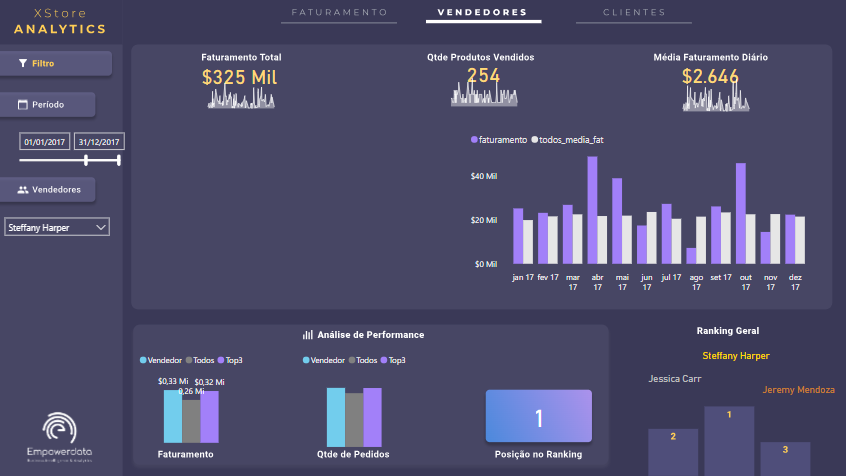 XStore
ANALYTICS
FATURAMENTO
VENDEDORES
CLIENTES
Filtro
Período
01/01/2017
31/12/2017
Vendedores
Steffany Harper
Faturamento Total
$325 Mil
Qtde Produtos Vendidos
254
Média Faturamento Diário
$2.646
faturamento
todos_media_fat
$40 Mil
$20 Mil
$0 Mil
jan 17
fev 17
mar 17
abr 17
mai 17
jun 17
jul 17
ago 17
set 17
out 17
nov 17
dez 17
Análise de Performance
Vendedor
Todos
Top3
$0,33 Mi
0,26 Mi
$0,32 Mi
Faturamento
Vendedor
Todos
Top3
Qtde de Pedidos
1
Posição no Ranking
Ranking Geral
Steffany Harper
Jessica Carr
Jeremy Mendoza
1
2
3
Empowerdata